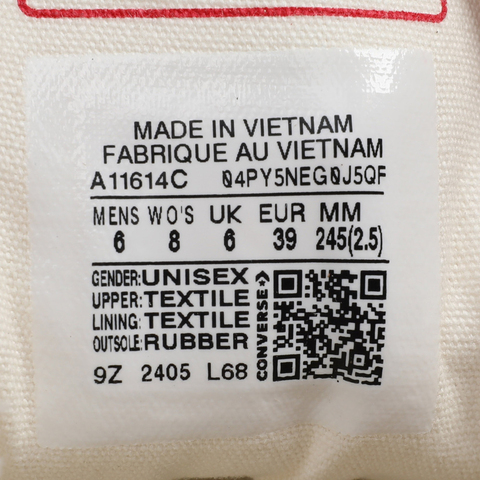 MADE IN VIETNAM
FABRIQUE AU VIETNAM
A11614C 04PY5NEG0J5QF
MENS WO'S UK EUR MM
6 8 6 39 245(2.5)
GENDER: UNISEX
UPPER: TEXTILE
LINING: TEXTILE
OUTSOLE: RUBBER
CONVERSE
9Z 2405 L68